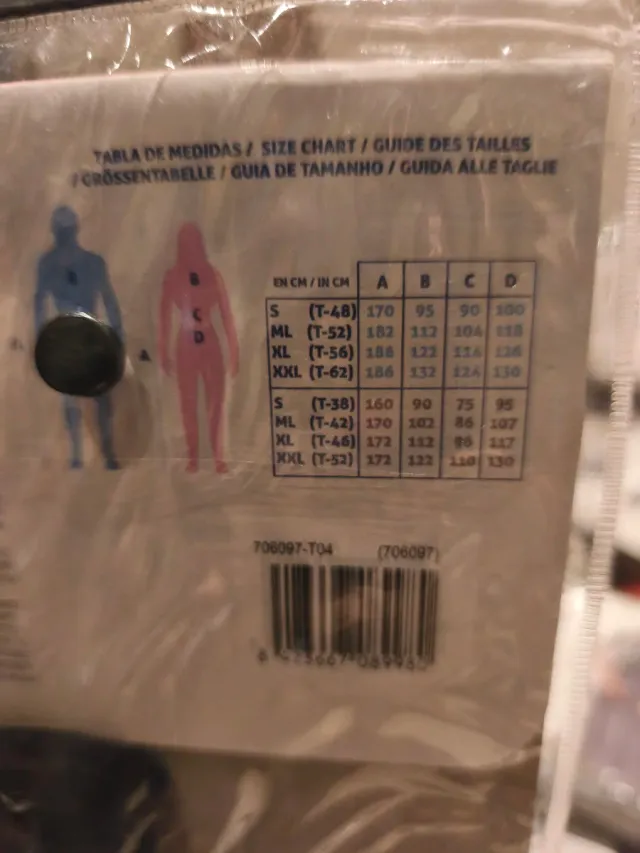 TABLA DE MEDIDAS / SIZE CHART / GUIDE DES TAILLES
/ GRÖSSENTABELLE / GUIA DE TAMANHO / GUIDA ALLE TAGLIE
B
B
C
D
A
EN CM / IN CM A B C D
S (T-48) 170 95 90 100
ML (T-52) 182 112 104 118
XL (T-56) 186 122 114 126
XXL (T-62) 186 132 124 130
S (T-38) 160 90 75 95
ML (T-42) 170 102 86 107
XL (T-46) 172 112 96 117
XXL (T-52) 172 122 110 130
706097-T04 (706097)